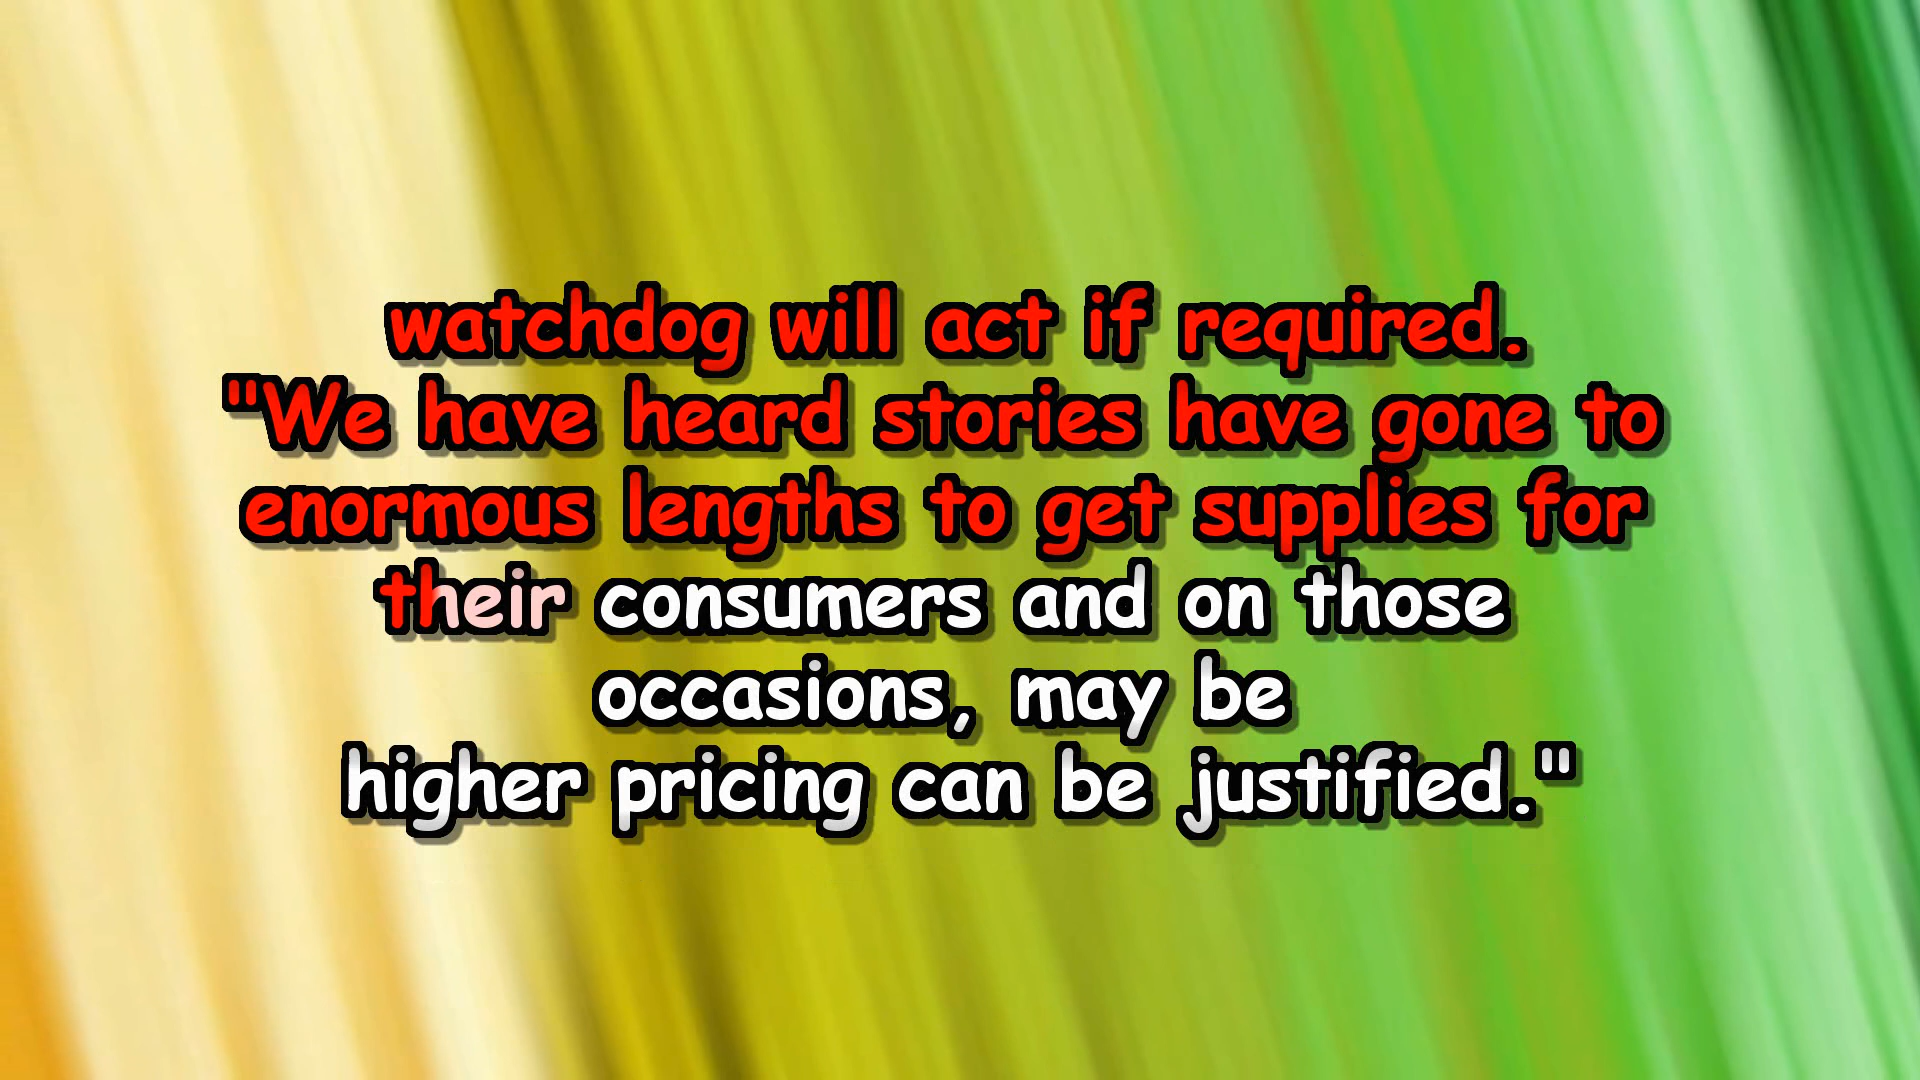 watchdog will act if required.
"We have heard stories have gone to
enormous lengths to get supplies for
their consumers and on those
occasions, may be
higher pricing can be justified."